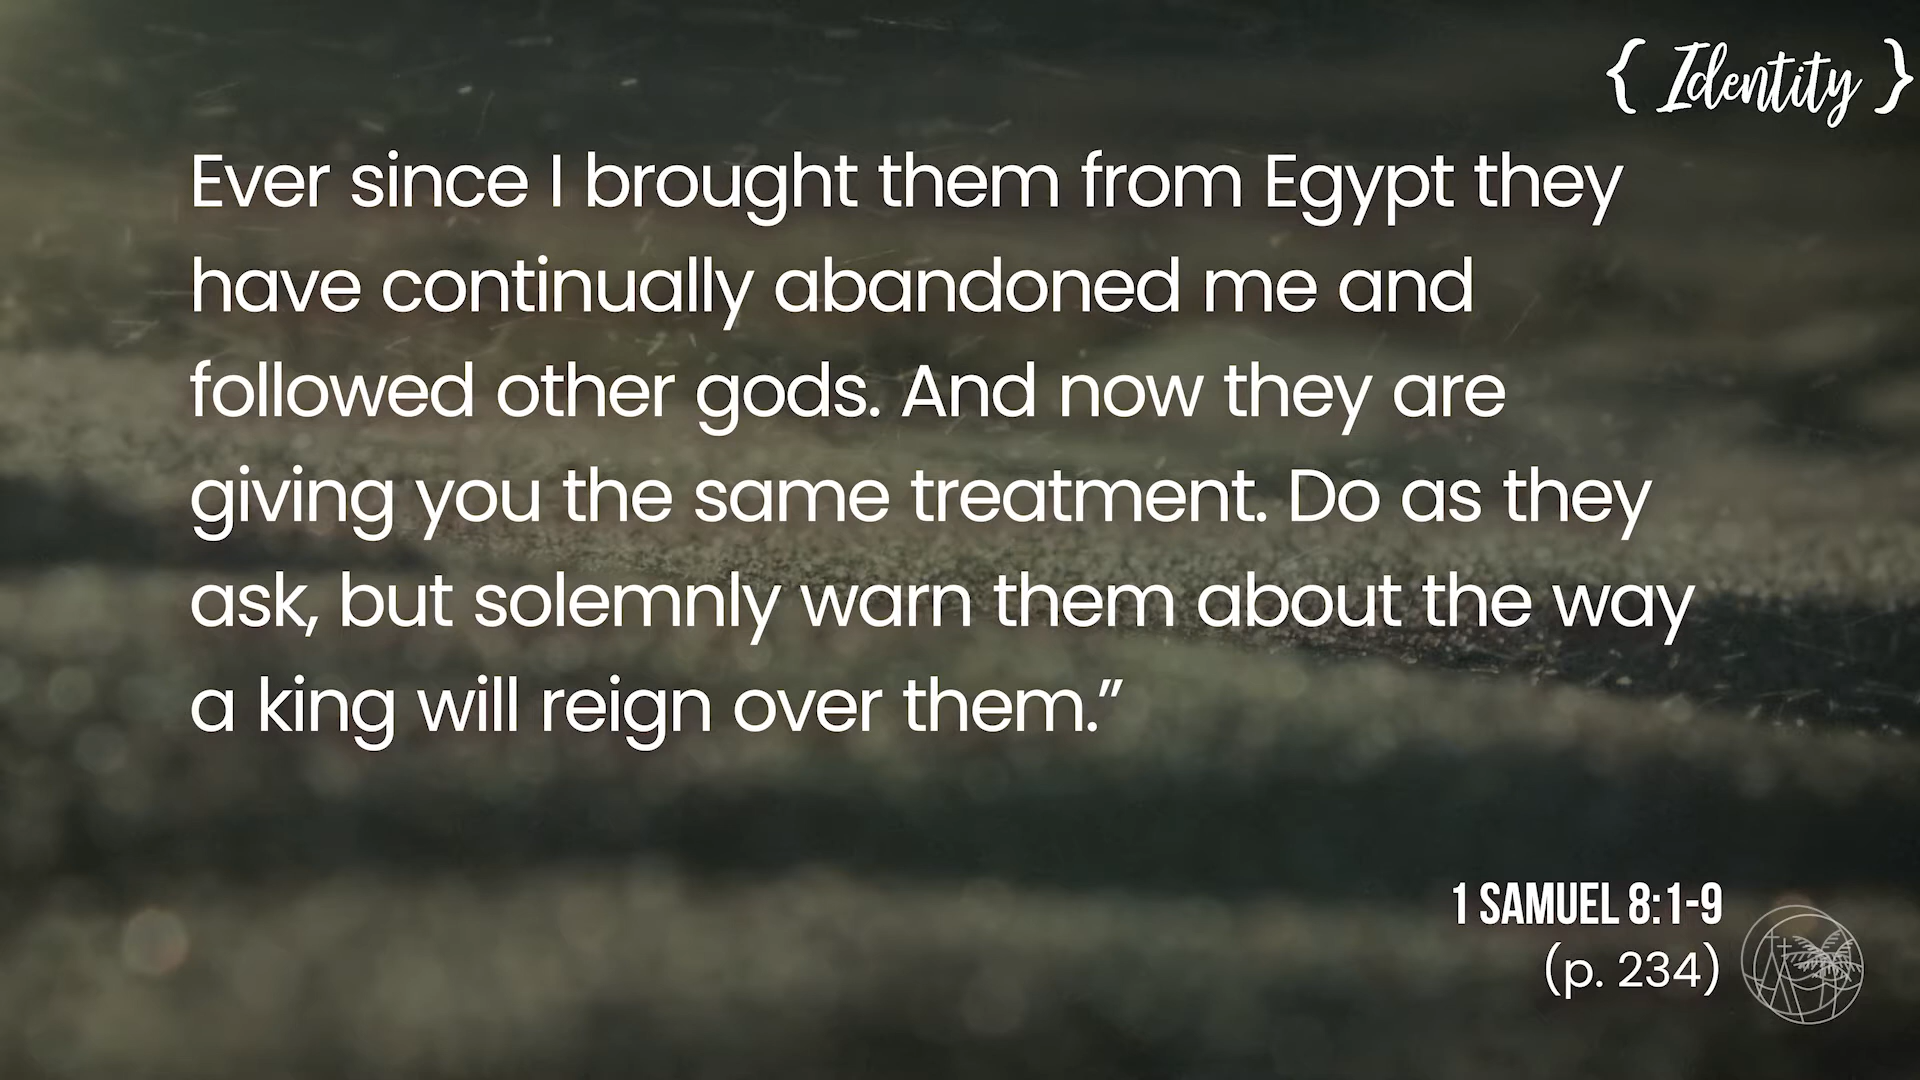 { Identity }
Ever since I brought them from Egypt they
have continually abandoned me and
followed other gods. And now they are
giving you the same treatment. Do as they
ask, but solemnly warn them about the way
a king will reign over them.”
1 SAMUEL 8:1-9
(p. 234)